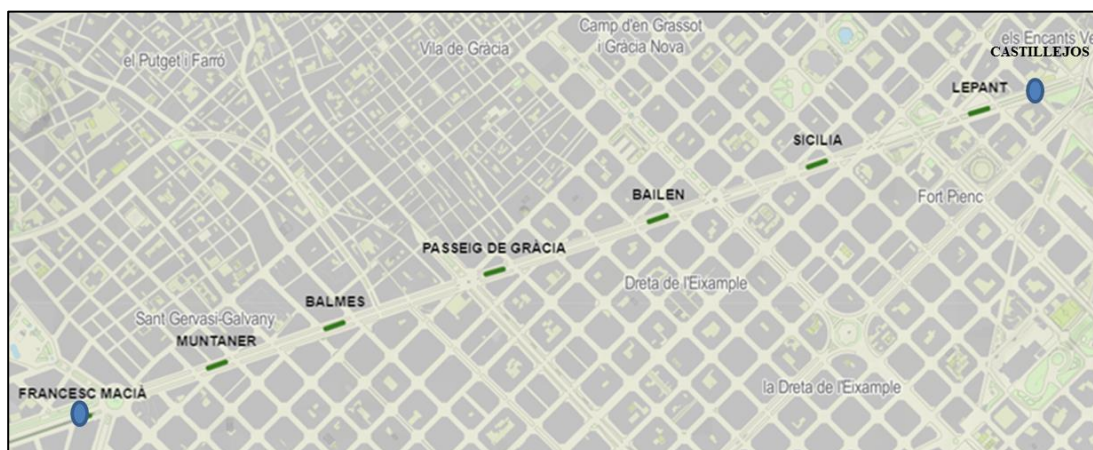 Camp d'en Grassot
i Gràcia Nova
els Encants Ve
Vila de Gràcia
CASTILLEJOS
el Putget i Farró
LEPANT
SICILIA
BAILEN
Fort Pienc
PASSEIG DE GRÀCIA
Dreta de l'Eixample
BALMES
Sant Gervasi-Galvany
MUNTANER
FRANCESC MACIÀ
la Dreta de l'Eixample